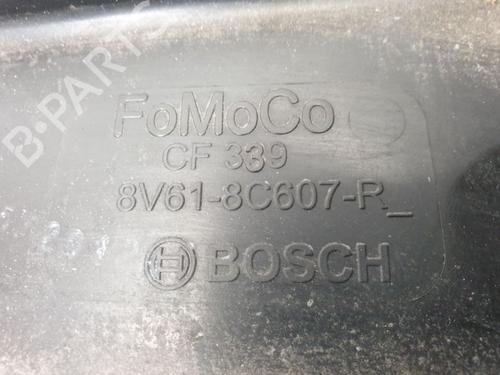 B-PARTS
FoMoCo
CF 339
8V61-8C607-R_
BOSCH